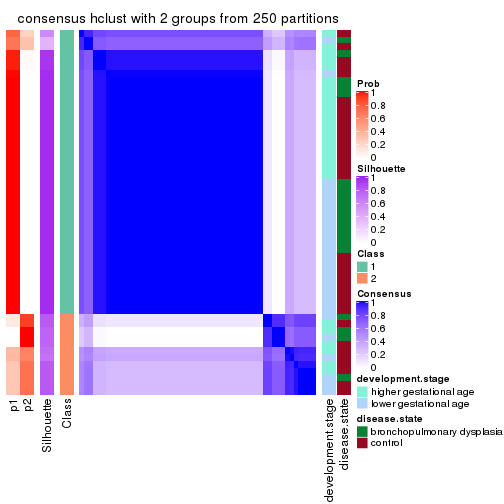 consensus hclust with 2 groups from 250 partitions
Prob
1
0.8
0.6
0.4
0.2
0
Silhouette
1
0.8
0.6
0.4
0.2
0
Class
1
2
Consensus
1
0.8
0.6
0.4
0.2
0
development.stage
higher gestational age
lower gestational age
disease.state
bronchopulmonary dysplasia
control
p1
p2
Silhouette
Class
development.stage
disease.state